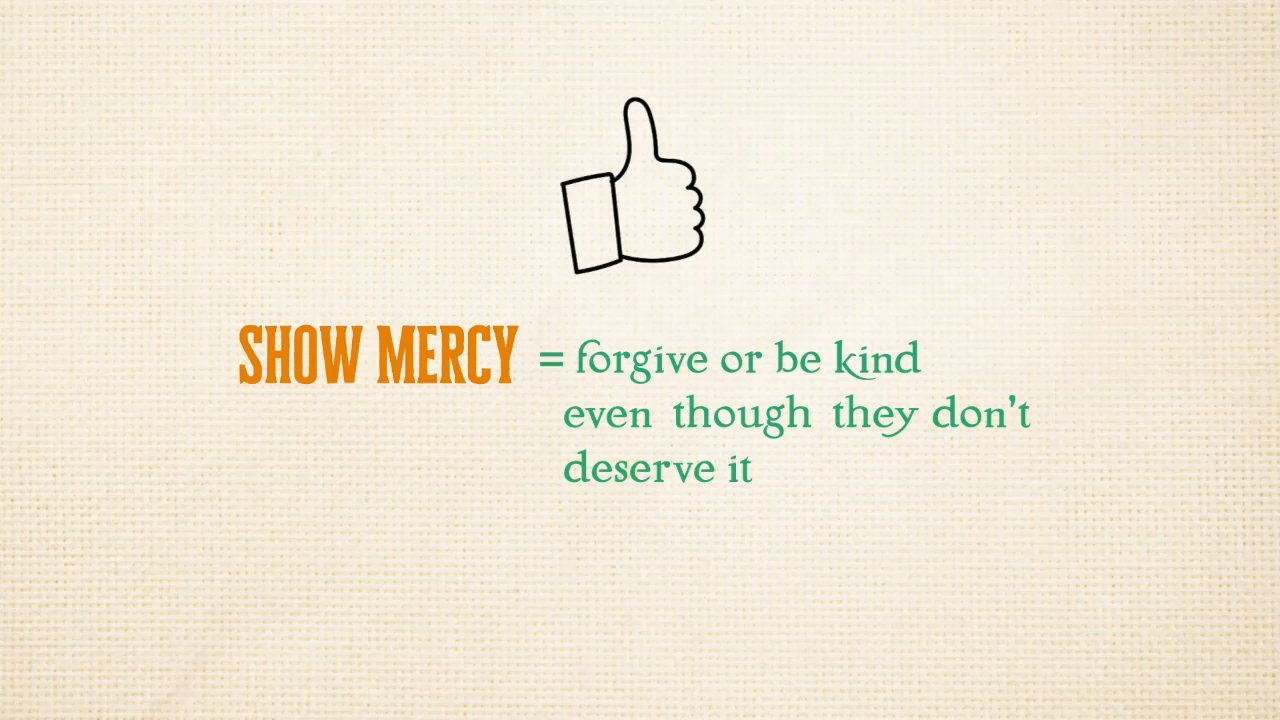 SHOW MERCY = forgive or be kind
even though they don't
deserve it